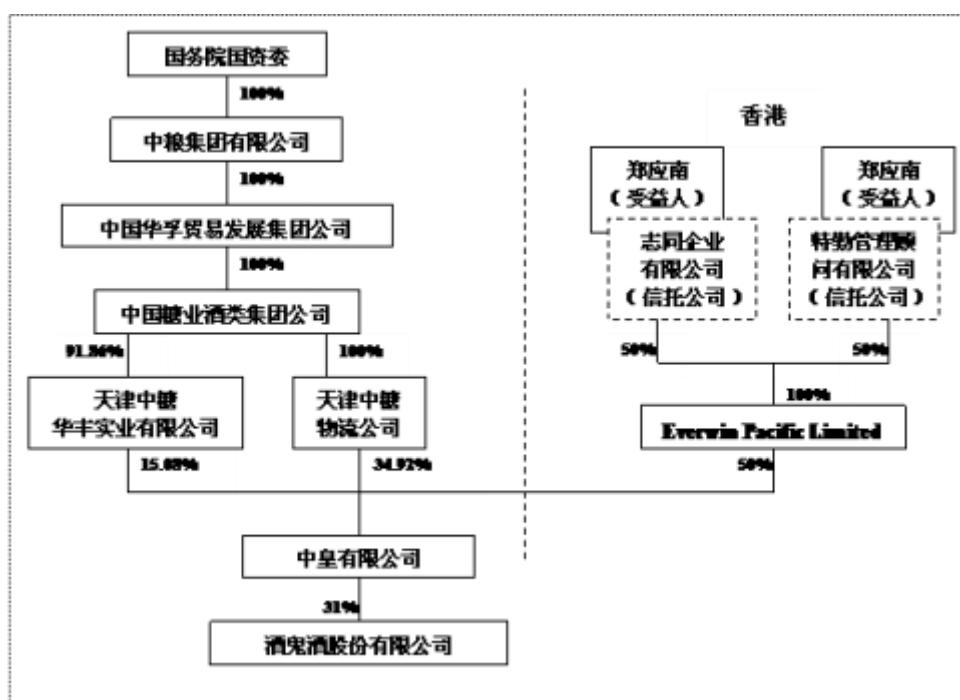 国务院国资委
100%
中粮集团有限公司
100%
中国华孚贸易发展集团公司
100%
中国糖业酒类集团公司
91.86%
100%
天津中糖
华丰实业有限公司
天津中糖
物流公司
15.08%
34.92%
香港
郑应南
（受益人）
郑应南
（受益人）
志同企业
有限公司
（信托公司）
特勤管理顾
问有限公司
（信托公司）
50%
50%
100%
Everwin Pacific Limited
50%
中皇有限公司
31%
酒鬼酒股份有限公司